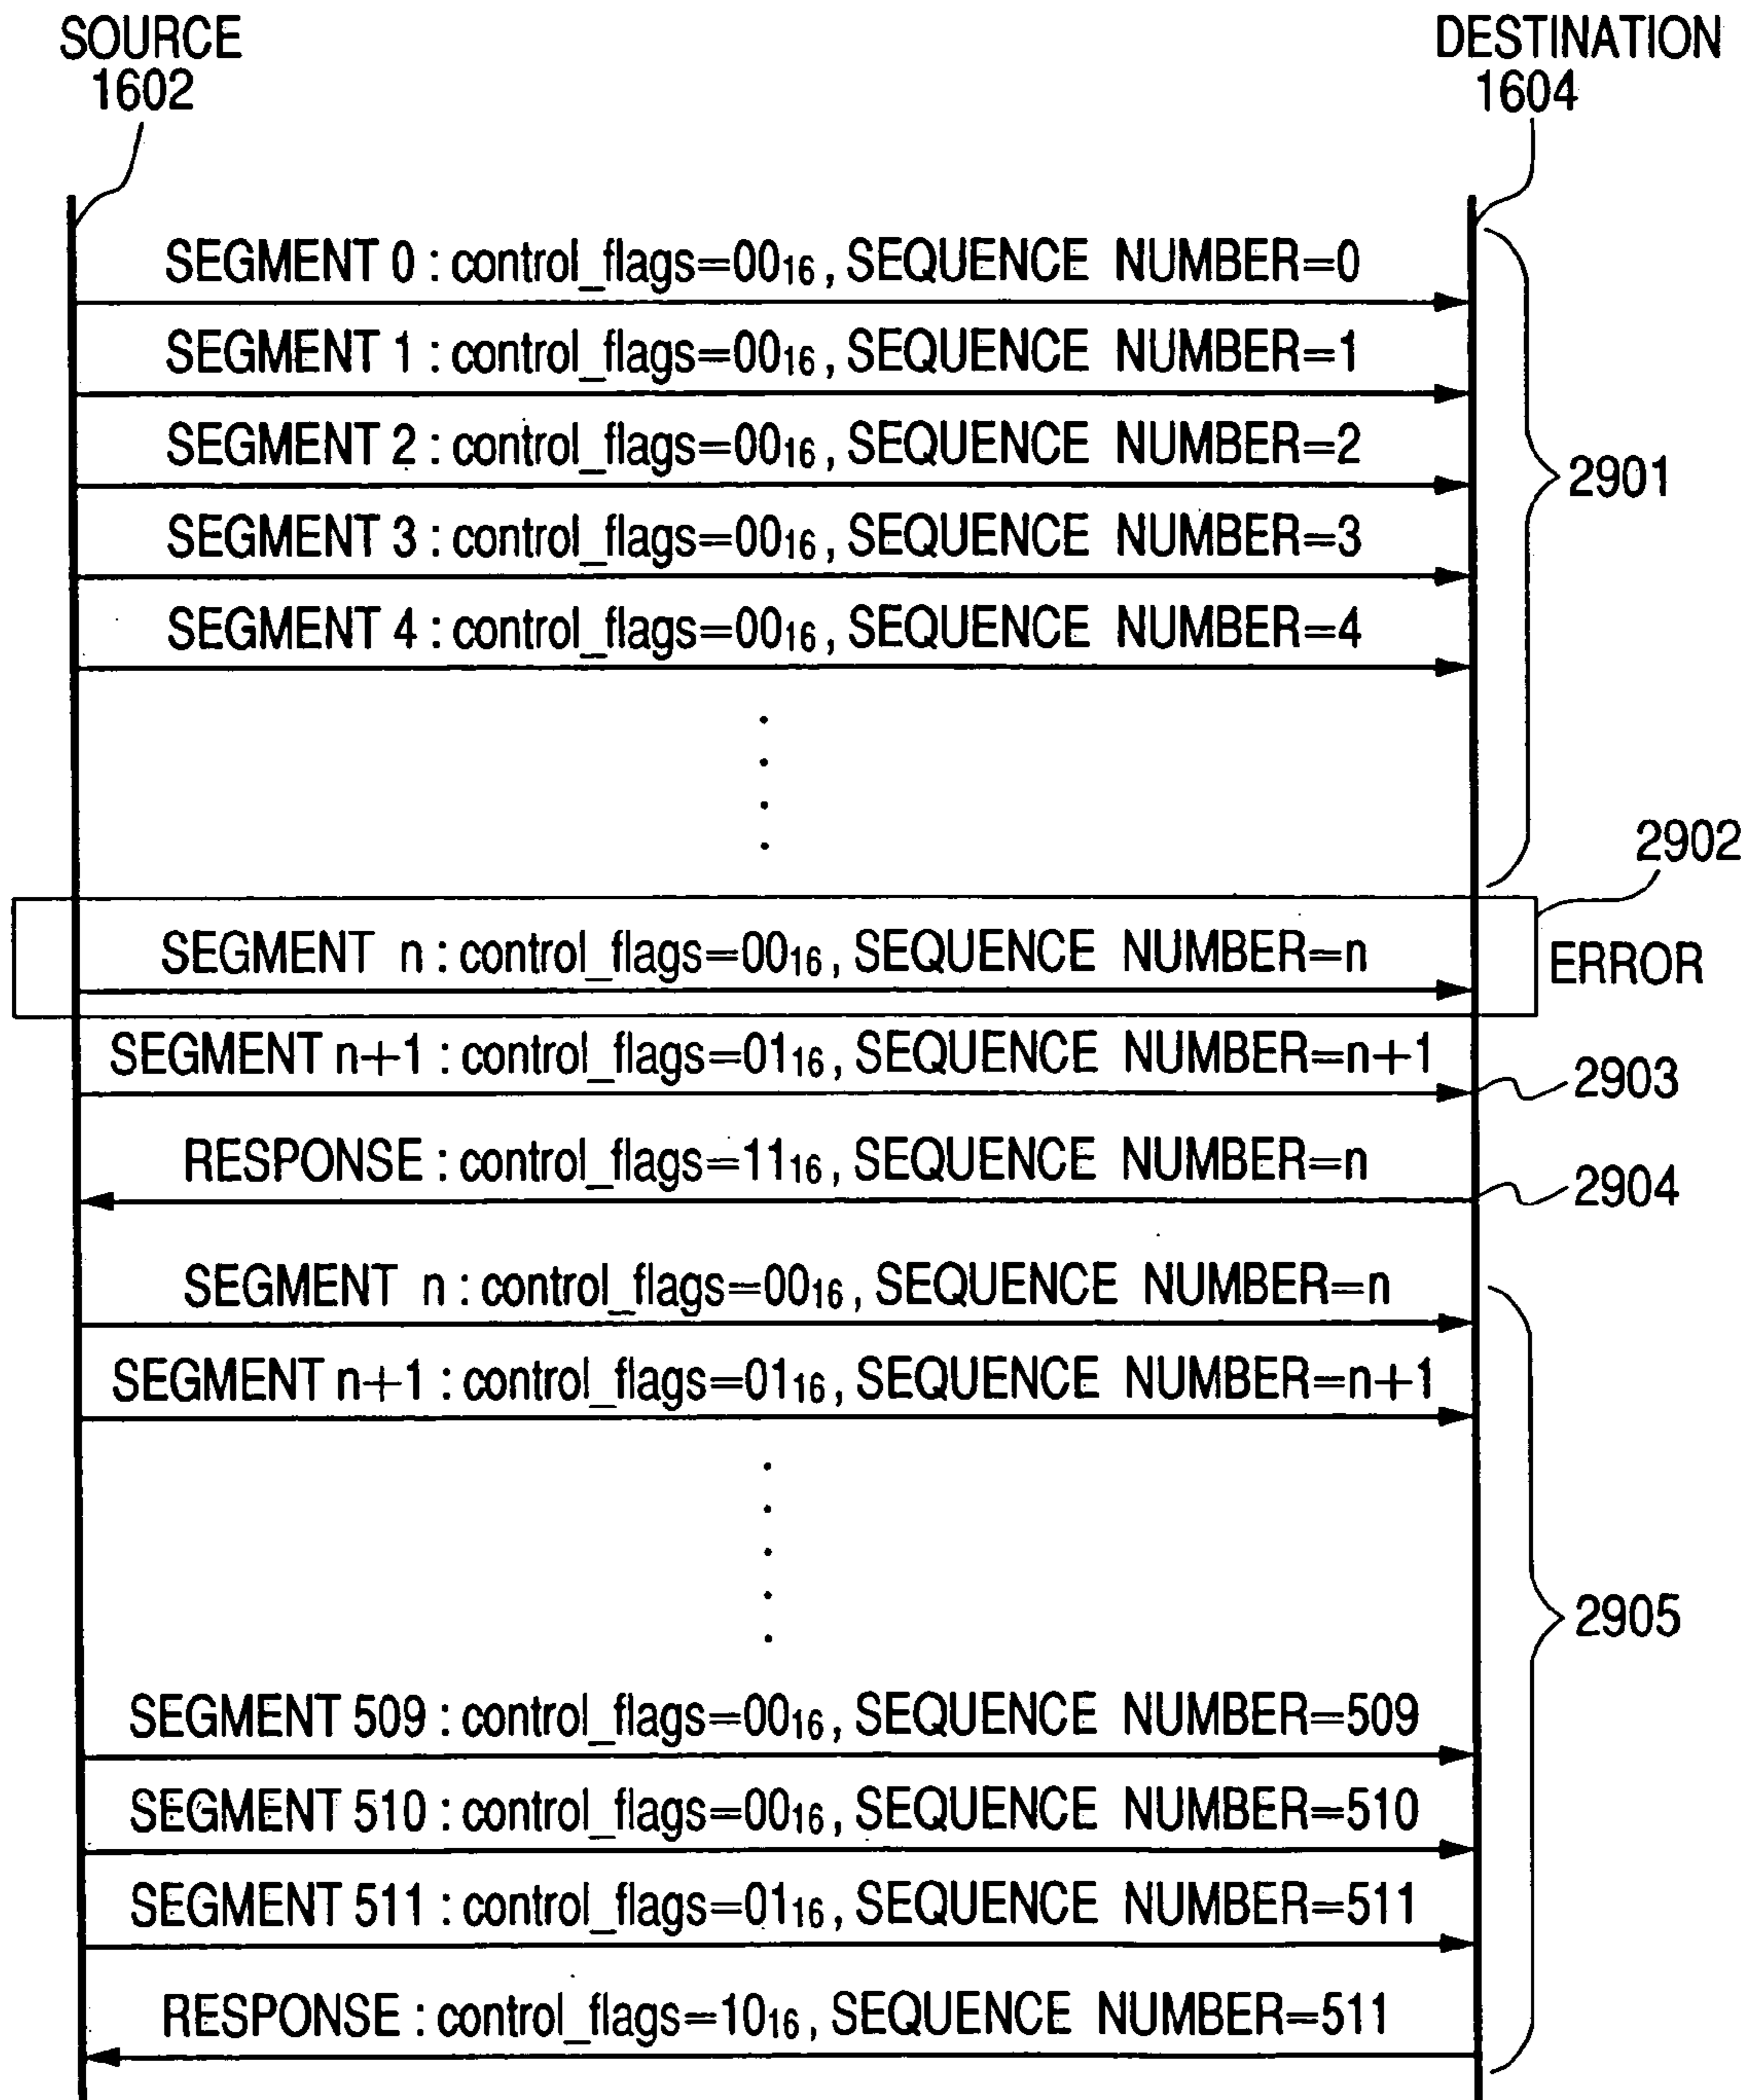 SOURCE
1602
DESTINATION
1604
SEGMENT 0 : control_flags=00₁₆, SEQUENCE NUMBER=0
SEGMENT 1 : control_flags=00₁₆, SEQUENCE NUMBER=1
SEGMENT 2 : control_flags=00₁₆, SEQUENCE NUMBER=2
2901
SEGMENT 3 : control_flags=00₁₆, SEQUENCE NUMBER=3
SEGMENT 4 : control_flags=00₁₆, SEQUENCE NUMBER=4
2902
SEGMENT n : control_flags=00₁₆, SEQUENCE NUMBER=n
ERROR
SEGMENT n+1 : control_flags=01₁₆, SEQUENCE NUMBER=n+1
2903
RESPONSE : control_flags=11₁₆, SEQUENCE NUMBER=n
2904
SEGMENT n : control_flags=00₁₆, SEQUENCE NUMBER=n
SEGMENT n+1 : control_flags=01₁₆, SEQUENCE NUMBER=n+1
2905
SEGMENT 509 : control_flags=00₁₆, SEQUENCE NUMBER=509
SEGMENT 510 : control_flags=00₁₆, SEQUENCE NUMBER=510
SEGMENT 511 : control_flags=01₁₆, SEQUENCE NUMBER=511
RESPONSE : control_flags=10₁₆, SEQUENCE NUMBER=511